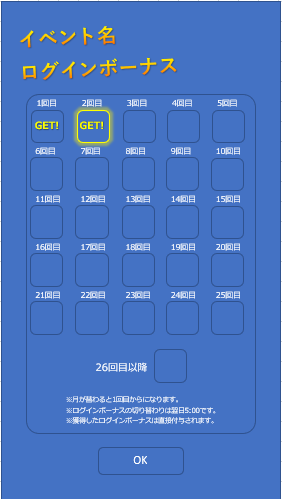 イベント名
ログインボーナス
1回目 2回目 3回目 4回目 5回目
GET! GET!
6回目 7回目 8回目 9回目 10回目
11回目 12回目 13回目 14回目 15回目
16回目 17回目 18回目 19回目 20回目
21回目 22回目 23回目 24回目 25回目
26回目以降
※月が替わると1回目からになります。
※ログインボーナスの切り替わりは翌日5:00です。
※獲得したログインボーナスは直接付与されます。
OK